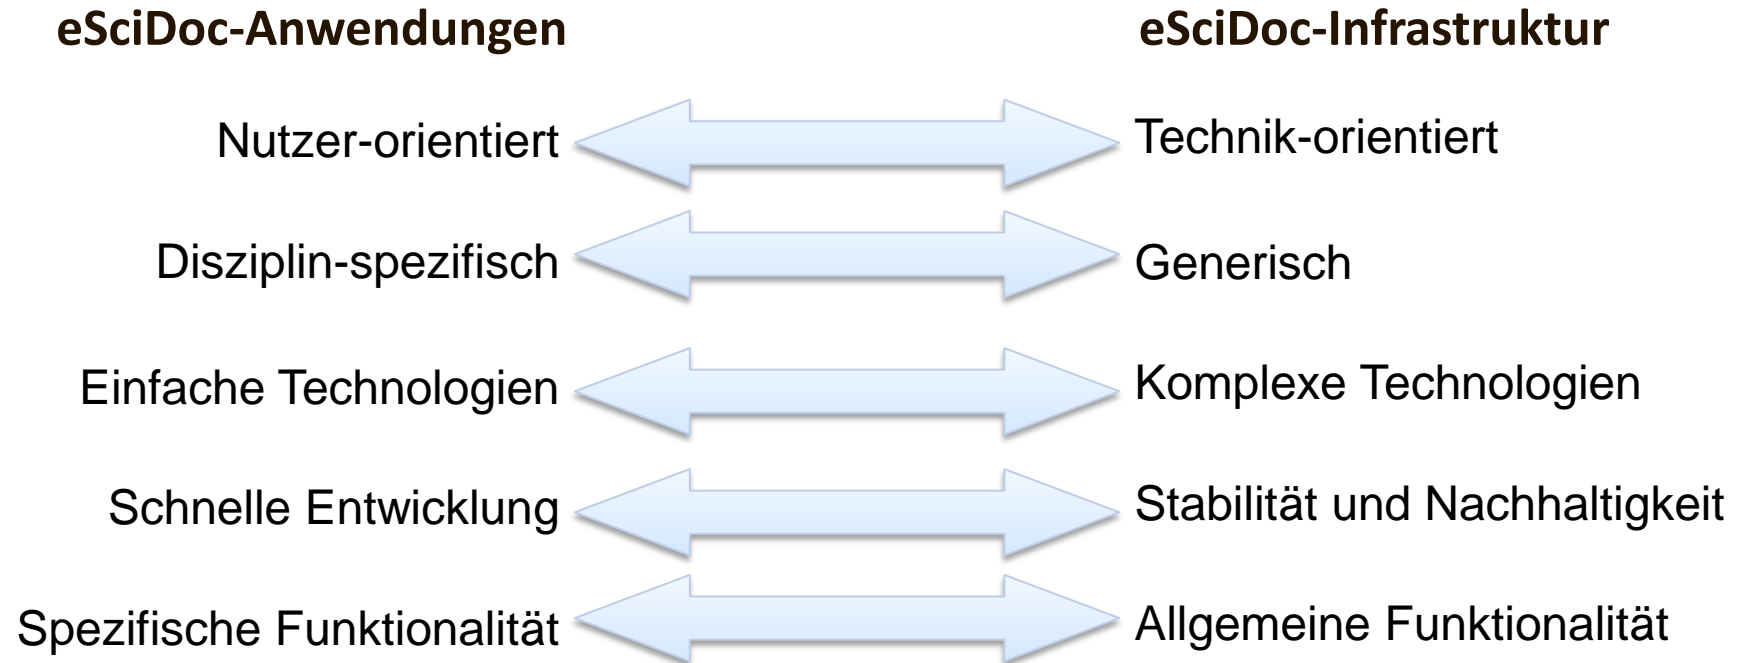 eSciDoc-Anwendungen
eSciDoc-Infrastruktur
Nutzer-orientiert
Technik-orientiert
Disziplin-spezifisch
Generisch
Einfache Technologien
Komplexe Technologien
Schnelle Entwicklung
Stabilität und Nachhaltigkeit
Spezifische Funktionalität
Allgemeine Funktionalität